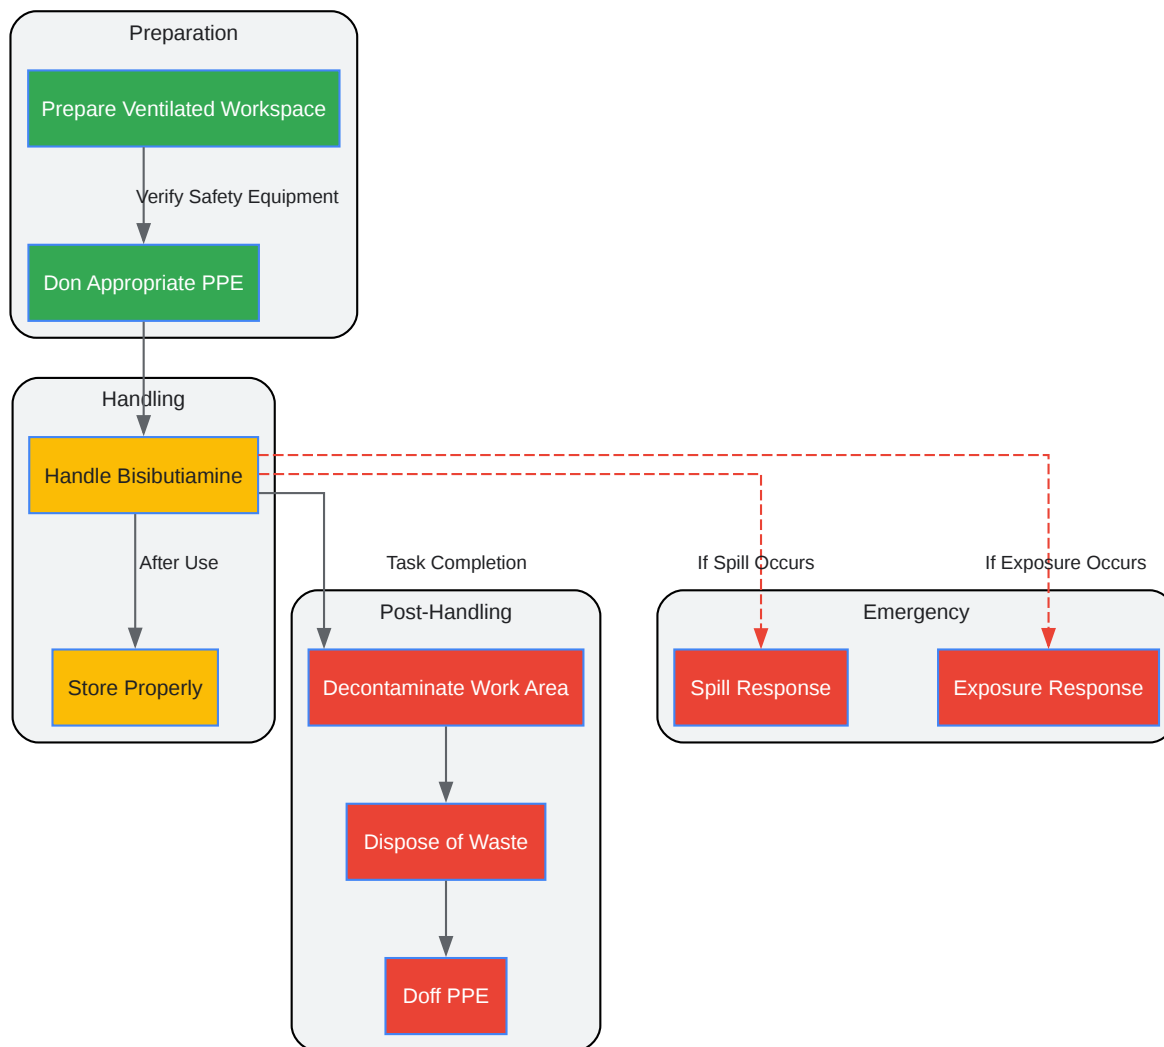 Preparation
Prepare Ventilated Workspace
Verify Safety Equipment
Don Appropriate PPE
Handling
Handle Bisibutiamine
After Use
Task Completion
If Spill Occurs
If Exposure Occurs
Store Properly
Post-Handling
Decontaminate Work Area
Dispose of Waste
Doff PPE
Emergency
Spill Response
Exposure Response